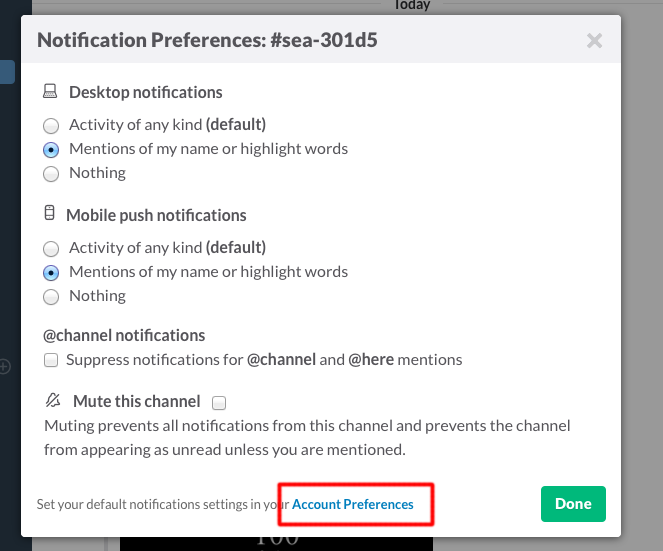 Today
Notification Preferences: #sea-301d5
Desktop notifications
Activity of any kind (default)
Mentions of my name or highlight words
Nothing
Mobile push notifications
Activity of any kind (default)
Mentions of my name or highlight words
Nothing
@channel notifications
Suppress notifications for @channel and @here mentions
Mute this channel
Muting prevents all notifications from this channel and prevents the channel
from appearing as unread unless you are mentioned.
Set your default notifications settings in your Account Preferences
Done
100